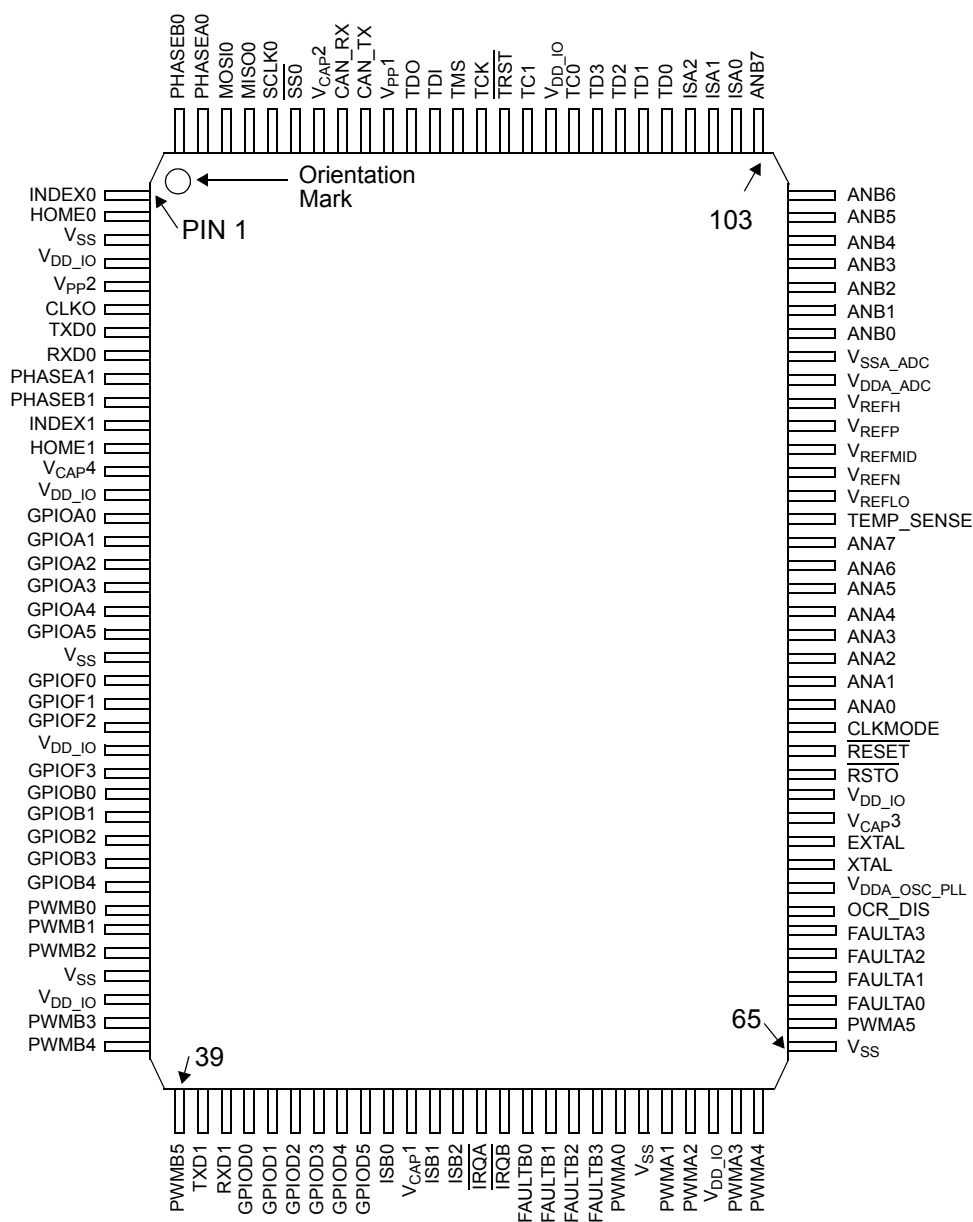 PHASEB0
PHASEA0
MOSI0
MISO0
SCLK0
SS0
VCAP2
CAN_RX
CAN_TX
VPP1
TDO
TDI
TMS
TCK
TRST
TC1
VDD_IO
TC0
TD3
TD2
TD1
TD0
ISA2
ISA1
ISA0
ANB7
Orientation
Mark
PIN 1
103
INDEX0
HOME0
VSS
VDD_IO
VPP2
CLKO
TXD0
RXD0
PHASEA1
PHASEB1
INDEX1
HOME1
VCAP4
VDD_IO
GPIOA0
GPIOA1
GPIOA2
GPIOA3
GPIOA4
GPIOA5
VSS
GPIOF0
GPIOF1
GPIOF2
VDD_IO
GPIOF3
GPIOB0
GPIOB1
GPIOB2
GPIOB3
GPIOB4
PWMB0
PWMB1
PWMB2
VSS
VDD_IO
PWMB3
PWMB4
ANB6
ANB5
ANB4
ANB3
ANB2
ANB1
ANB0
VSSA_ADC
VDDA_ADC
VREFH
VREFP
VREFMID
VREFN
VREFLO
TEMP_SENSE
ANA7
ANA6
ANA5
ANA4
ANA3
ANA2
ANA1
ANA0
CLKMODE
RESET
RSTO
VDD_IO
VCAP3
EXTAL
XTAL
VDDA_OSC_PLL
OCR_DIS
FAULTA3
FAULTA2
FAULTA1
FAULTA0
PWMA5
VSS
65
39
PWMB5
TXD1
RXD1
GPIOD0
GPIOD1
GPIOD2
GPIOD3
GPIOD4
GPIOD5
ISB0
VCAP1
ISB1
ISB2
IRQA
IRQB
FAULTB0
FAULTB1
FAULTB2
FAULTB3
PWMA0
VSS
PWMA1
PWMA2
VDD_IO
PWMA3
PWMA4